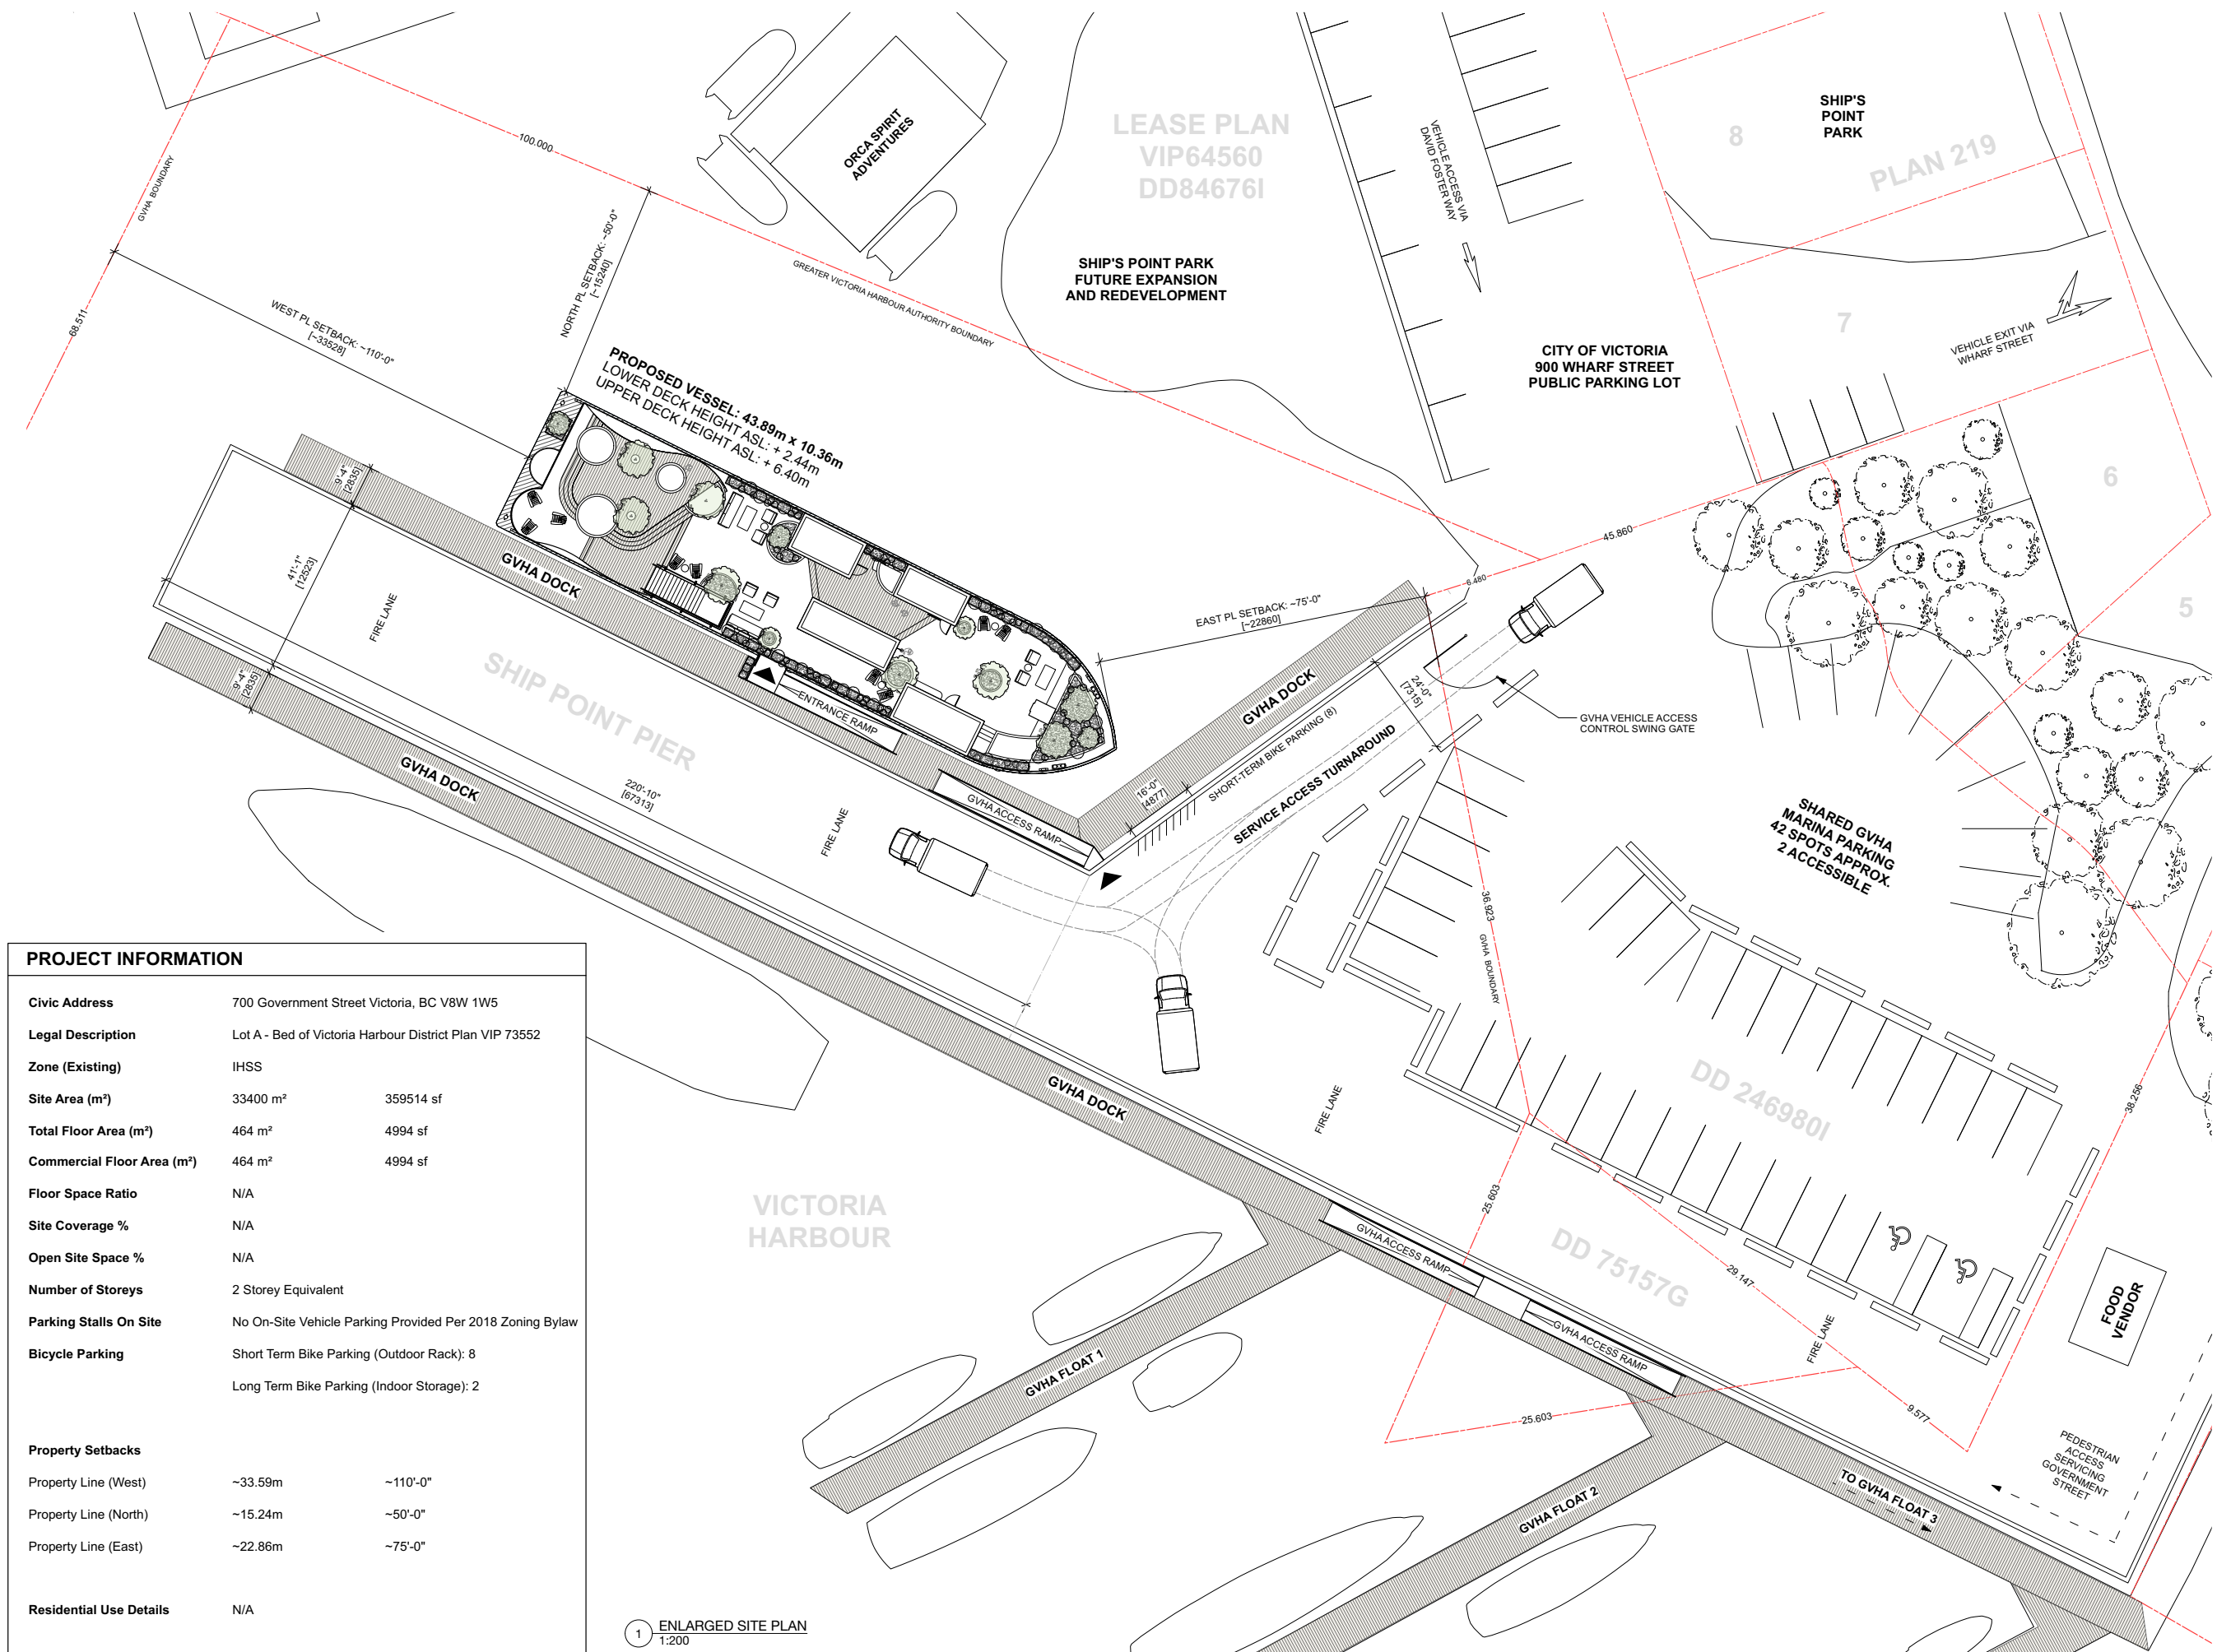 GVHA BOUNDARY
68.511
100.000
WEST PL SETBACK: ~110'-0"
[~33528]
NORTH PL SETBACK: ~50'-0"
[~15240]
ORCA SPIRIT
ADVENTURES
GREATER VICTORIA HARBOUR AUTHORITY BOUNDARY
LEASE PLAN
VIP64560
DD84676I
SHIP'S POINT PARK
FUTURE EXPANSION
AND REDEVELOPMENT
VEHICLE ACCESS VIA
DAVID FOSTER WAY
SHIP'S
POINT
PARK
8
PLAN 219
7
VEHICLE EXIT VIA
WHARF STREET
CITY OF VICTORIA
900 WHARF STREET
PUBLIC PARKING LOT
6
5
PROPOSED VESSEL: 43.89m x 10.36m
LOWER DECK HEIGHT ASL: + 2.44m
UPPER DECK HEIGHT ASL: + 6.40m
9'-4"
[2835]
41'-1"
[12523]
9'-4"
[2835]
FIRE LANE
GVHA DOCK
SHIP POINT PIER
GVHA DOCK
220'-10"
[67313]
ENTRANCE RAMP
GVHA ACCESS RAMP
FIRE LANE
EAST PL SETBACK: ~75'-0"
[~22860]
45.860
6.480
GVHA DOCK
SHORT-TERM BIKE PARKING (8)
16'-0"
[4877]
24'-0"
[7315]
SERVICE ACCESS TURNAROUND
GVHA VEHICLE ACCESS
CONTROL SWING GATE
36.923
GVHA BOUNDARY
SHARED GVHA
MARINA PARKING
42 SPOTS APPROX.
2 ACCESSIBLE
DD 246980I
38.256
GVHA DOCK
FIRE LANE
25.603
GVHA ACCESS RAMP
GVHA ACCESS RAMP
DD 75157G
29.147
FIRE LANE
FOOD
VENDOR
25.603
9.577
PEDESTRIAN
ACCESS
SERVICING
GOVERNMENT
STREET
TO GVHA FLOAT 3
VICTORIA
HARBOUR
GVHA FLOAT 1
GVHA FLOAT 2
PROJECT INFORMATION
Civic Address 700 Government Street Victoria, BC V8W 1W5
Legal Description Lot A - Bed of Victoria Harbour District Plan VIP 73552
Zone (Existing) IHSS
Site Area (m²) 33400 m² 359514 sf
Total Floor Area (m²) 464 m² 4994 sf
Commercial Floor Area (m²) 464 m² 4994 sf
Floor Space Ratio N/A
Site Coverage % N/A
Open Site Space % N/A
Number of Storeys 2 Storey Equivalent
Parking Stalls On Site No On-Site Vehicle Parking Provided Per 2018 Zoning Bylaw
Bicycle Parking Short Term Bike Parking (Outdoor Rack): 8
Long Term Bike Parking (Indoor Storage): 2
Property Setbacks
Property Line (West) ~33.59m ~110'-0"
Property Line (North) ~15.24m ~50'-0"
Property Line (East) ~22.86m ~75'-0"
Residential Use Details N/A
1 ENLARGED SITE PLAN
1:200